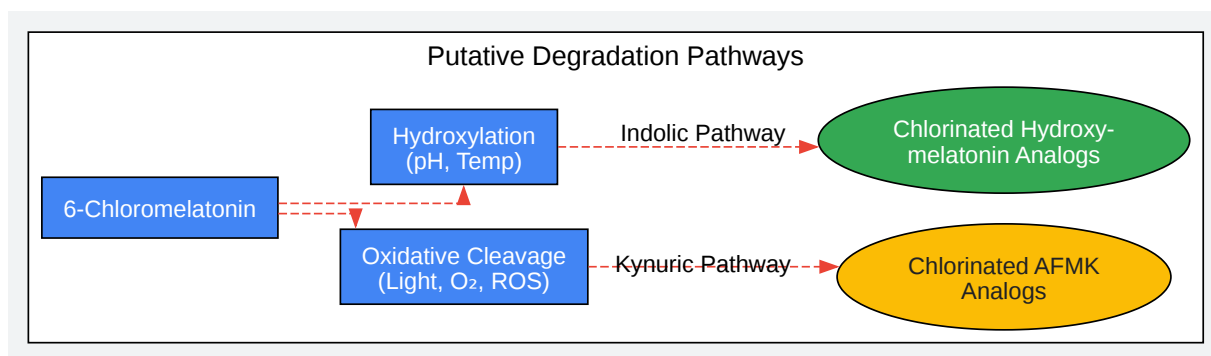 Putative Degradation Pathways
6-Chloromelatonin
Hydroxylation
(pH, Temp)
Indolic Pathway
Chlorinated Hydroxy-
melatonin Analogs
Oxidative Cleavage
(Light, O₂, ROS)
Kynuric Pathway
Chlorinated AFMK
Analogs